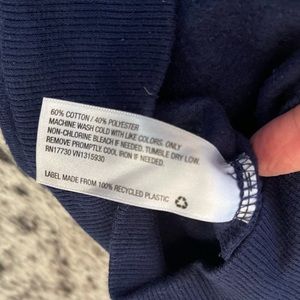 60% COTTON / 40% POLYESTER
MACHINE WASH COLD WITH LIKE COLORS. ONLY
NON-CHLORINE BLEACH IF NEEDED. TUMBLE DRY LOW.
REMOVE PROMPTLY. COOL IRON IF NEEDED.
RN17730 VN1315930
LABEL MADE FROM 100% RECYCLED PLASTIC